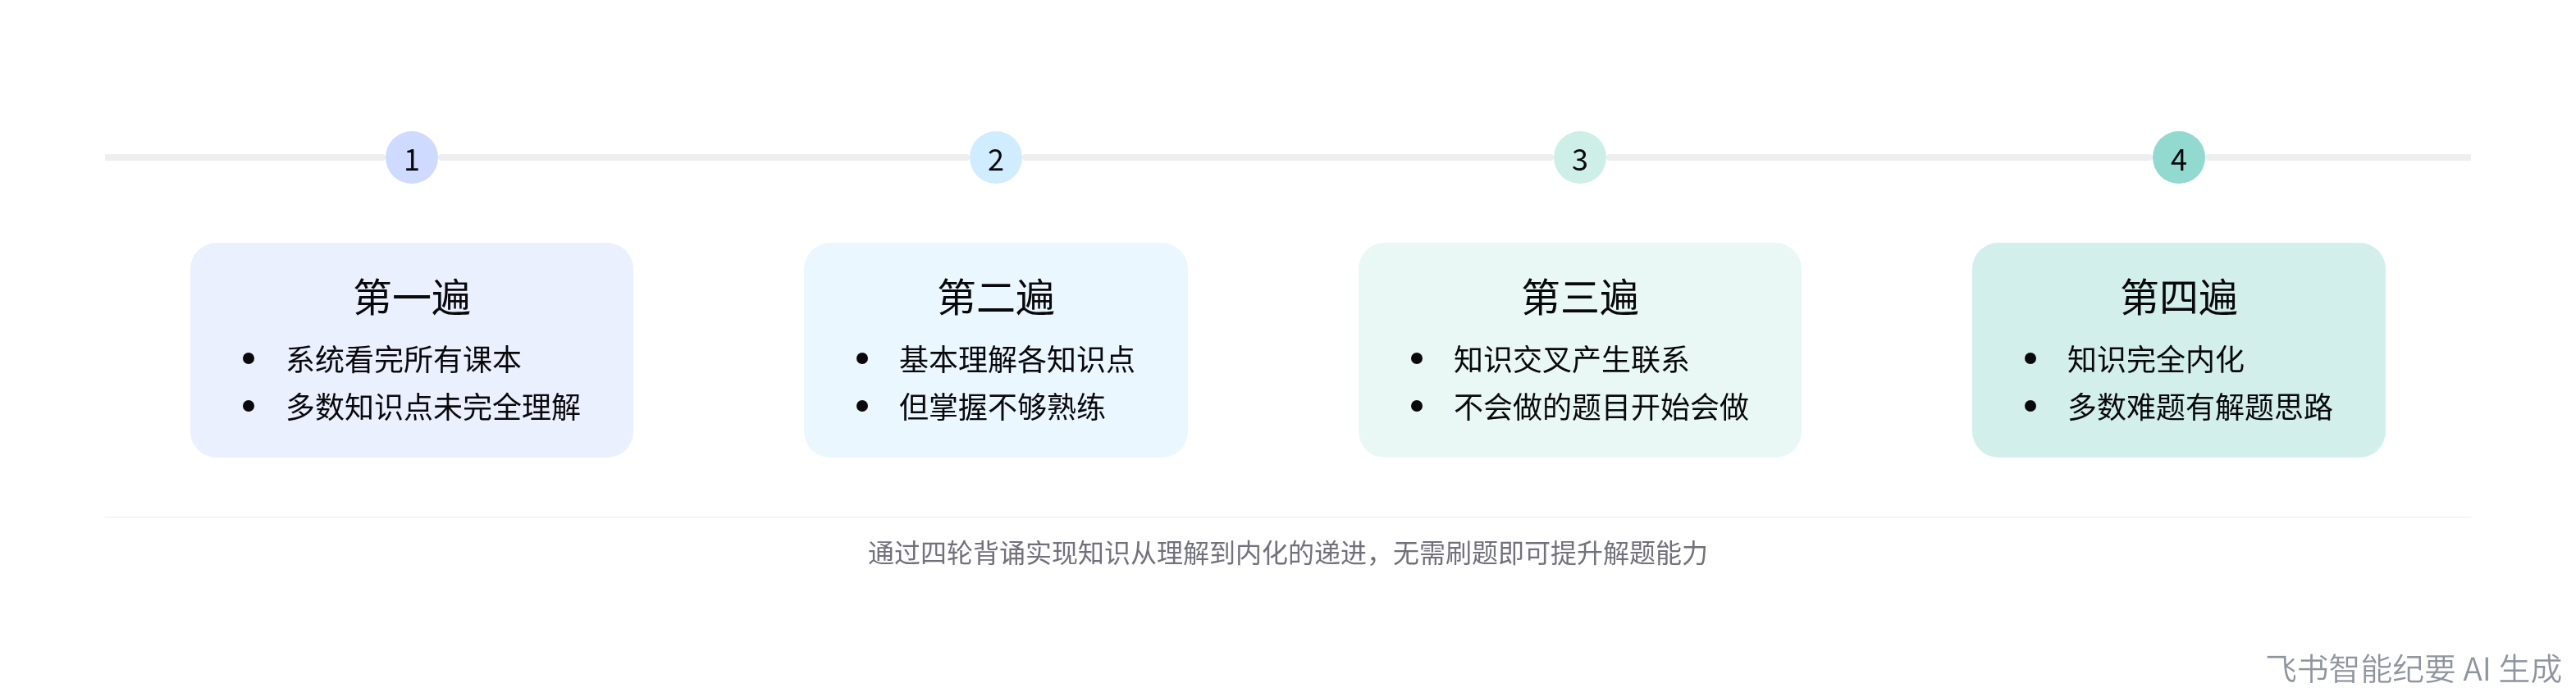 1
2
3
4
第一遍
• 系统看完所有课本
• 多数知识点未完全理解
第二遍
• 基本理解各知识点
• 但掌握不够熟练
第三遍
• 知识交叉产生联系
• 不会做的题目开始会做
第四遍
• 知识完全内化
• 多数难题有解题思路
通过四轮背诵实现知识从理解到内化的递进，无需刷题即可提升解题能力
飞书智能纪要 AI 生成